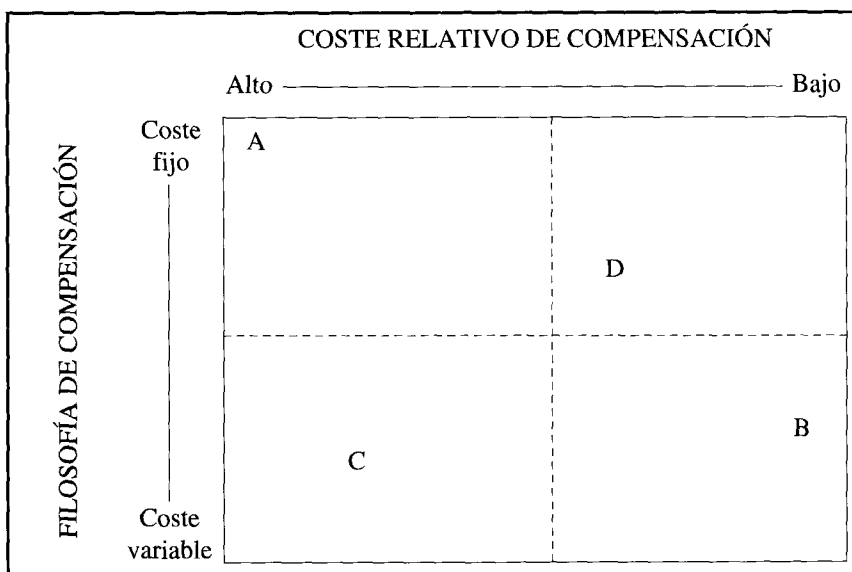 COSTE RELATIVO DE COMPENSACIÓN
Alto
Bajo
FILOSOFÍA DE COMPENSACIÓN
Coste
fijo
A
D
B
C
Coste
variable